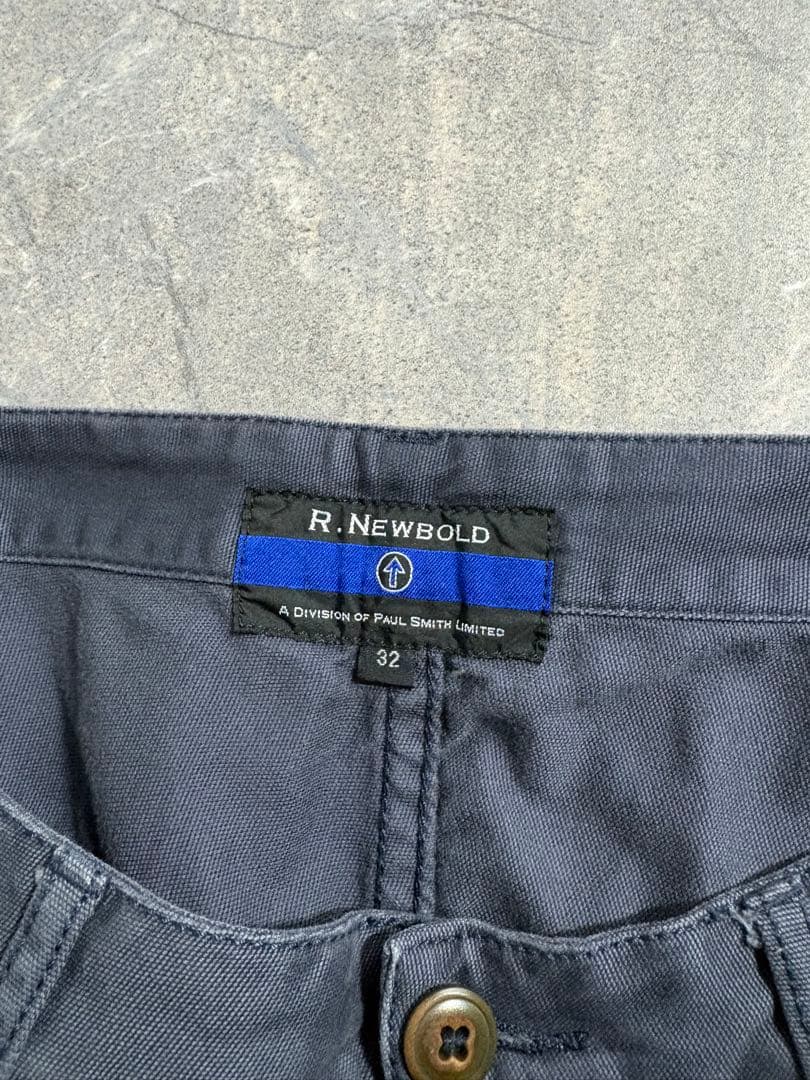 R. NEWBOLD
A DIVISION OF PAUL SMITH LIMITED
32